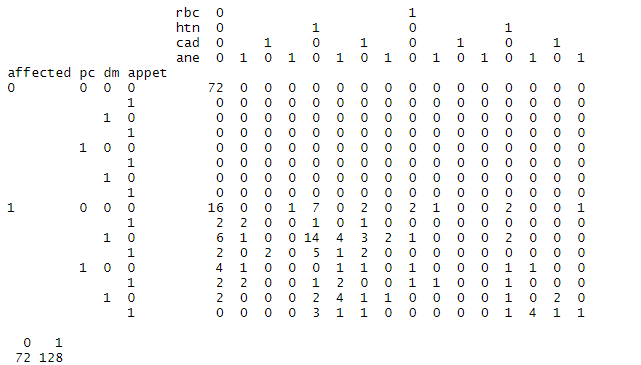 rbc 0 1
htn 0 1 0 1
cad 0 1 0 1 0 1 0 1
ane 0 1 0 1 0 1 0 1 0 1 0 1 0 1 0 1
affected pc dm appet
0 0 0 0 72 0 0 0 0 0 0 0 0 0 0 0 0 0 0 0
1 0 0 0 0 0 0 0 0 0 0 0 0 0 0 0 0
1 0 0 0 0 0 0 0 0 0 0 0 0 0 0 0 0 0
1 0 0 0 0 0 0 0 0 0 0 0 0 0 0 0 0
1 0 0 0 0 0 0 0 0 0 0 0 0 0 0 0 0 0 0
1 0 0 0 0 0 0 0 0 0 0 0 0 0 0 0 0
1 0 0 0 0 0 0 0 0 0 0 0 0 0 0 0 0 0
1 0 0 0 0 0 0 0 0 0 0 0 0 0 0 0 0
1 0 0 0 16 0 0 1 7 0 2 0 2 1 0 0 2 0 0 1
1 2 2 0 0 1 0 1 0 0 0 0 0 0 0 0 0
1 0 6 1 0 0 14 4 3 2 1 0 0 0 2 0 0 0
1 2 0 2 0 5 1 2 0 0 0 0 0 0 0 0 0
1 0 0 4 1 0 0 0 1 1 0 1 0 0 0 1 1 0 0
1 2 2 0 0 1 2 0 0 1 1 0 0 1 0 0 0
1 0 2 0 0 0 2 4 1 1 0 0 0 0 1 0 2 0
1 0 0 0 0 3 1 1 0 0 0 0 0 1 4 1 1
0 1
72 128